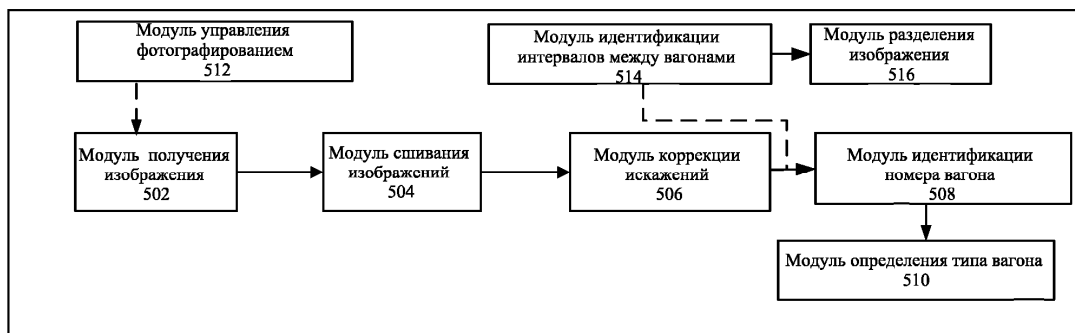 Модуль управления
фотографированием
512
Модуль идентификации
интервалов между вагонами
514
Модуль разделения
изображения
516
Модуль получения
изображения
502
Модуль сшивания
изображений
504
Модуль коррекции
искажений
506
Модуль идентификации
номера вагона
508
Модуль определения типа вагона
510